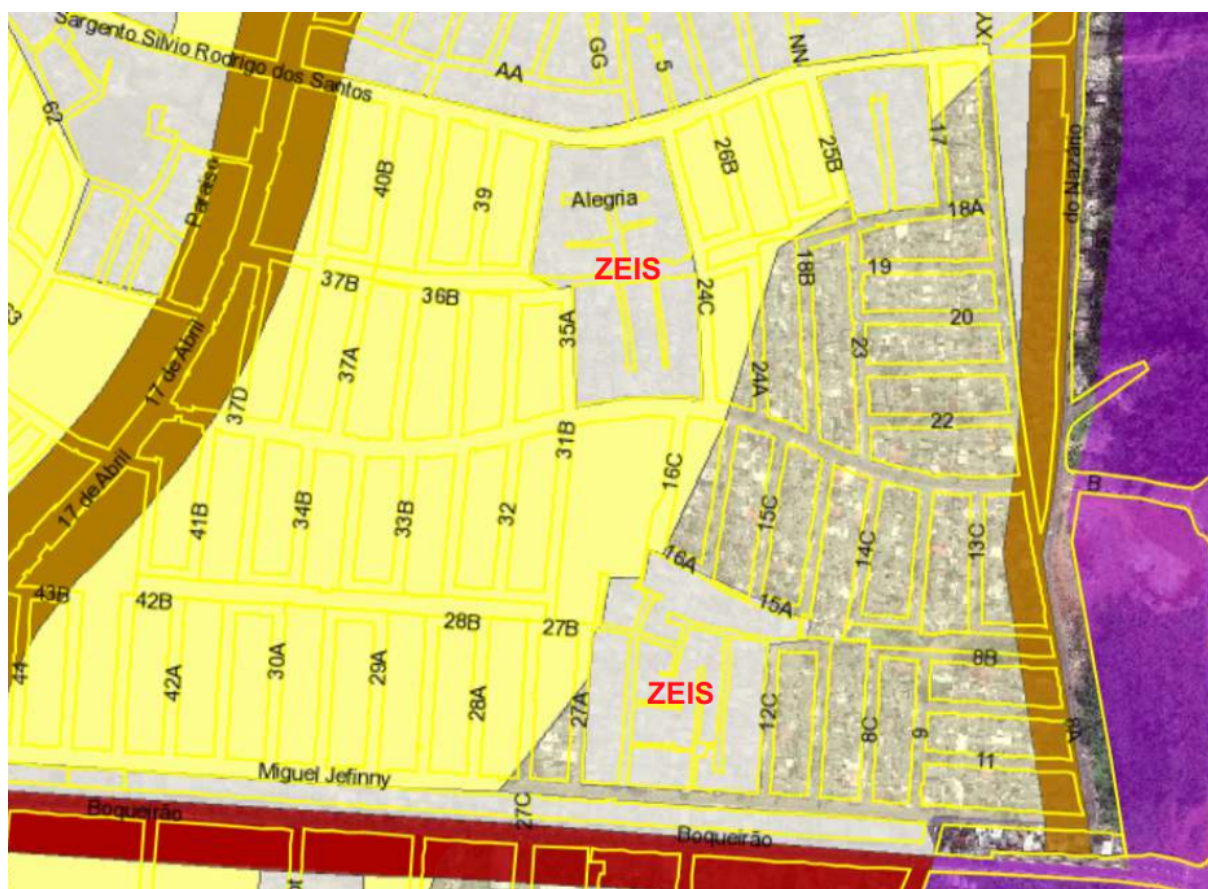 Sargento Silvio Rodrigo dos Santos
AA
GG
5
NN
XX
29
Paraiso
40B
39
Alegria
26B
25B
17
18A
do Nazario
ZEIS
37B
36B
35A
24C
18B
19
20
23
37A
17 de Abril
37D
24A
22
31B
16C
17 de Abril
41B
34B
33B
32
15C
14C
13C
B
16A
15A
43B
42B
28B
27B
8B
44
42A
30A
29A
28A
27A
ZEIS
12C
8C
9
8A
11
Miguel Jefinny
Boqueirão
27C
Boqueirão